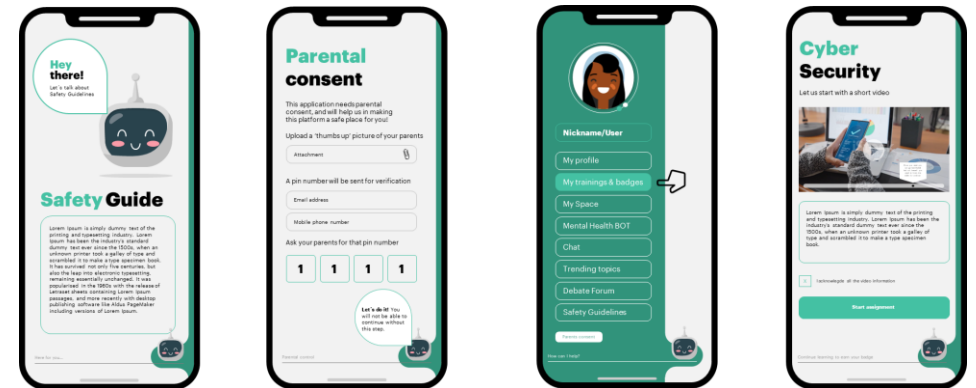 Hey
there!
Let's talk about
Safety Guidelines
Safety Guide
Lorem Ipsum is simply dummy text of the
printing and typesetting industry. Lorem
Ipsum has been the industry's standard
dummy text ever since the 1500s, when an
unknown printer took a galley of type and
scrambled it to make a type specimen book.
It has survived not only five centuries, but
also the leap into electronic typesetting,
remaining essentially unchanged. It was
popularised in the 1960s with the release of
Letraset sheets containing Lorem Ipsum
passages, and more recently with desktop
publishing software like Aldus PageMaker
including versions of Lorem Ipsum.
Here for you...
Parental
consent
This application needs parental
consent, and will help us in making
this platform a safe place for you!
Upload a 'thumbs up' picture of your parents
Attachment
A pin number will be sent for verification
Email address
Mobile phone number
Ask your parents for that pin number
1 1 1 1
Let's do it! You
will not be able to
continue without
this step.
Parental consent
Nickname/User
My profile
My trainings & badges
My Space
Mental Health BOT
Chat
Trending topics
Debate Forum
Safety Guidelines
Parental consent
How can I help?
Cyber
Security
Let us start with a short video
Lorem Ipsum is simply dummy text of the printing
and typesetting industry. Lorem Ipsum has been the
industry's standard dummy text ever since the
1500s, when an unknown printer took a galley of
type and scrambled it to make a type specimen
book.
I acknowledge all the video information
Start assignment
Continue learning to earn your badge